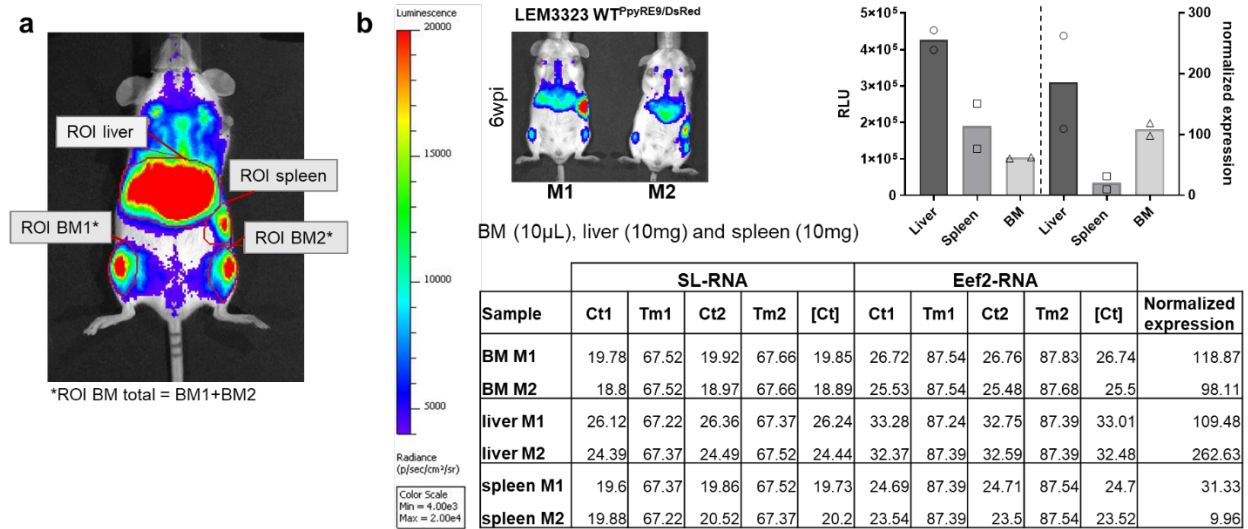 a
ROI liver
ROI spleen
ROI BM1*
ROI BM2*
*ROI BM total = BM1+BM2
b
Luminescence
20000
15000
10000
5000
Radiance
(p/sec/cm²/sr)
Color Scale
Min = 4.00e3
Max = 2.00e4
LEM3323 WTPpyRE9/DsRed
6wpi
M1 M2
RLU
5×10⁵
4×10⁵
3×10⁵
2×10⁵
1×10⁵
0
300
200
100
0
normalized expression
Liver Spleen BM Liver Spleen BM
BM (10µL), liver (10mg) and spleen (10mg)
SL-RNA Eef2-RNA
Sample Ct1 Tm1 Ct2 Tm2 [Ct] Ct1 Tm1 Ct2 Tm2 [Ct] Normalized expression
BM M1 19.78 67.52 19.92 67.66 19.85 26.72 87.54 26.76 87.83 26.74 118.87
BM M2 18.8 67.52 18.97 67.66 18.89 25.53 87.54 25.48 87.68 25.5 98.11
liver M1 26.12 67.22 26.36 67.37 26.24 33.28 87.24 32.75 87.39 33.01 109.48
liver M2 24.39 67.37 24.49 67.52 24.44 32.37 87.39 32.59 87.39 32.48 262.63
spleen M1 19.6 67.37 19.86 67.52 19.73 24.69 87.39 24.71 87.54 24.7 31.33
spleen M2 19.88 67.22 20.52 67.37 20.2 23.54 87.39 23.5 87.54 23.52 9.96